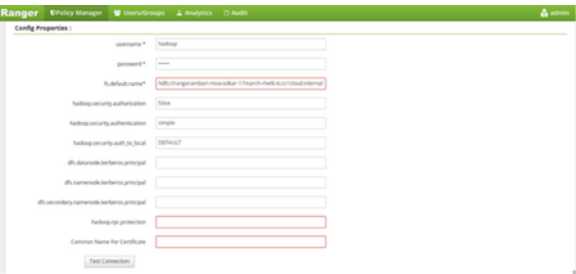 Ranger Policy Manager Users/Groups Analytics Audit admin
Config Properties :
username * hadoop
password * •••••
fs.default.name*
hadoop.security.authorization false
hadoop.security.authentication simple
hadoop.security.auth_to_local DEFAULT
dfs.datanode.kerberos.principal
dfs.namenode.kerberos.principal
dfs.secondary.namenode.kerberos.principal
hadoop.rpc.protection
Common Name For Certificate
Test Connection